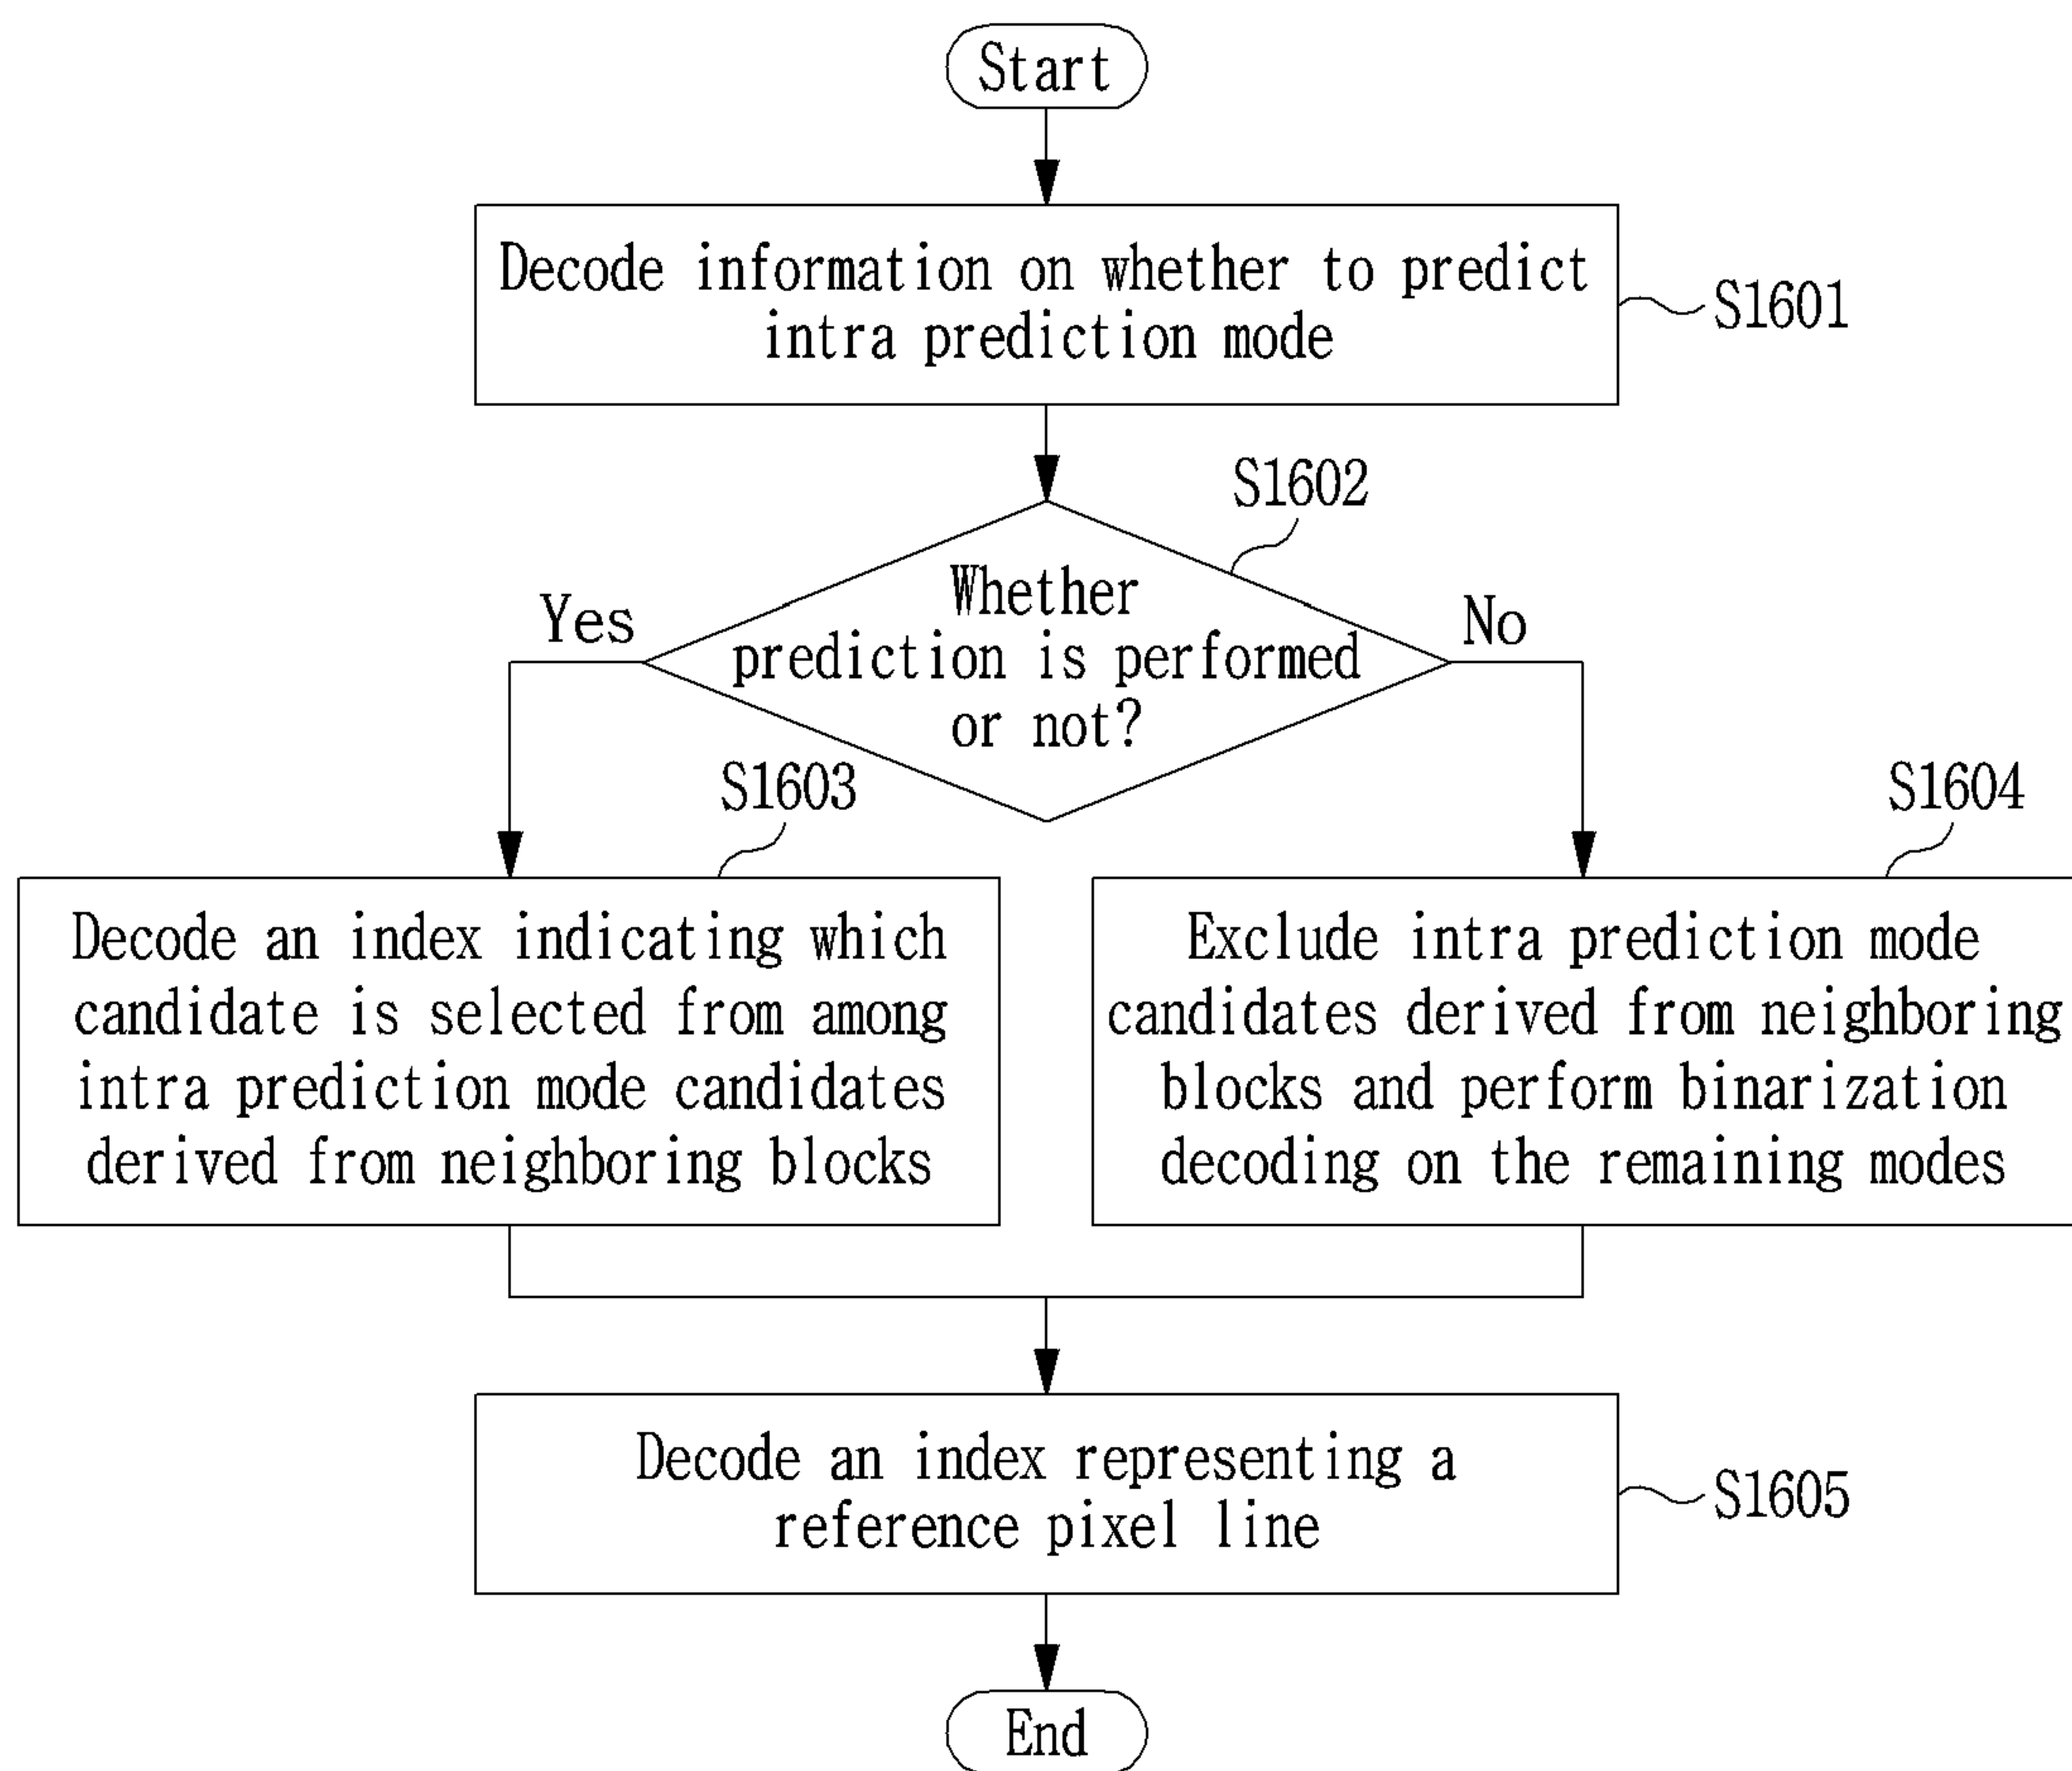 Start
Decode information on whether to predict
intra prediction mode
S1601
S1602
Whether
prediction is performed
or not?
Yes
No
S1603
Decode an index indicating which
candidate is selected from among
intra prediction mode candidates
derived from neighboring blocks
S1604
Exclude intra prediction mode
candidates derived from neighboring
blocks and perform binarization
decoding on the remaining modes
Decode an index representing a
reference pixel line
S1605
End